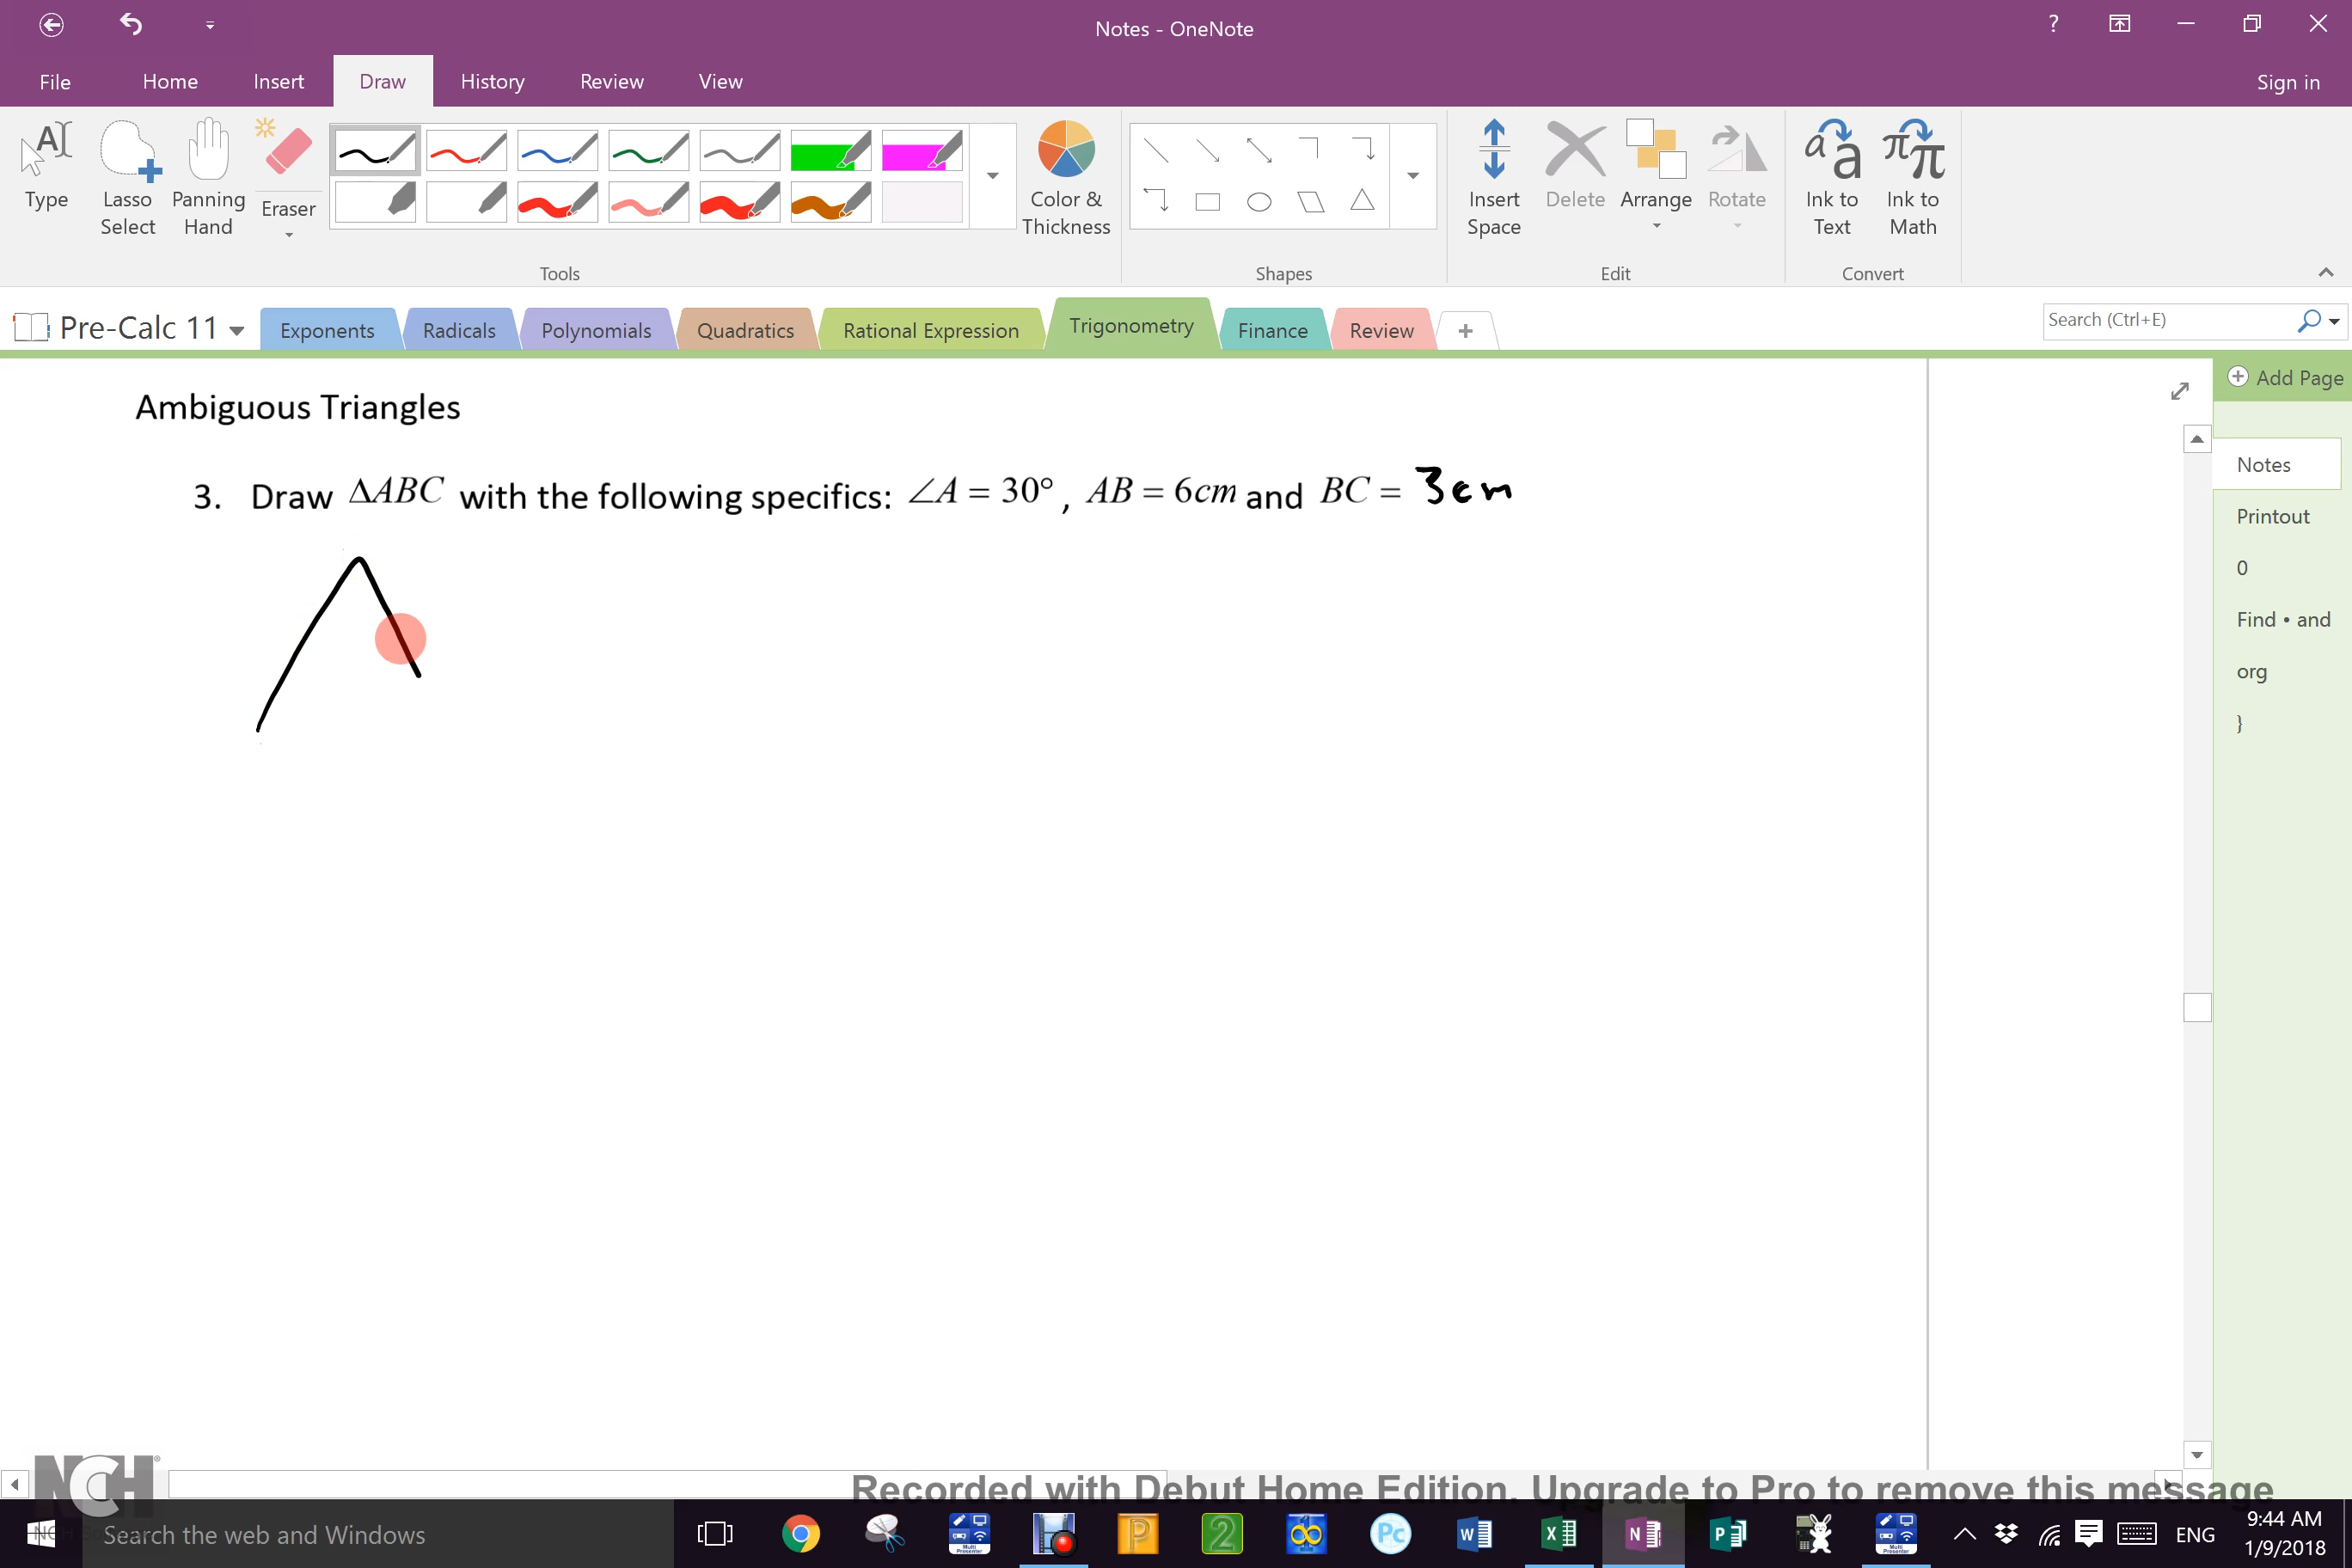 Notes - OneNote
?
File Home Insert Draw History Review View Sign in
Type
Lasso Select
Panning Hand
Eraser
Color & Thickness
Insert Space
Delete
Arrange
Rotate
Ink to Text
Ink to Math
Tools Shapes Edit Convert
Pre-Calc 11 Exponents Radicals Polynomials Quadratics Rational Expression Trigonometry Finance Review + Search (Ctrl+E)
Add Page
Ambiguous Triangles
3. Draw ΔABC with the following specifics: ∠A = 30°, AB = 6cm and BC = 3cm
Notes
Printout
0
Find • and
org
}
NCH®
Recorded with Debut Home Edition. Upgrade to Pro to remove this message
Search the web and Windows
ENG
9:44 AM
1/9/2018